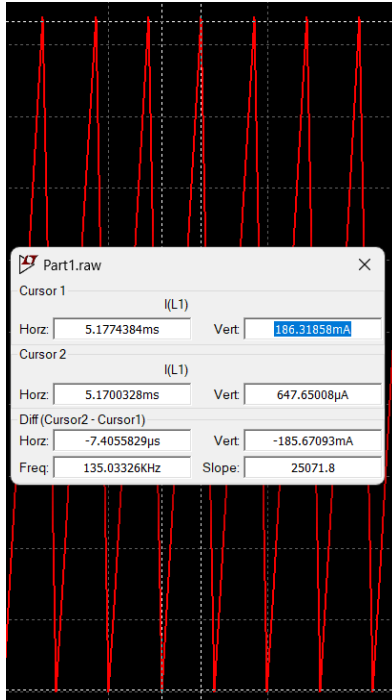 Part1.raw
Cursor 1
I(L1)
Horz: 5.1774384ms Vert: 186.31858mA
Cursor 2
I(L1)
Horz: 5.1700328ms Vert: 647.65008µA
Diff (Cursor2 - Cursor1)
Horz: -7.4055829µs Vert: -185.67093mA
Freq: 135.03326KHz Slope: 25071.8